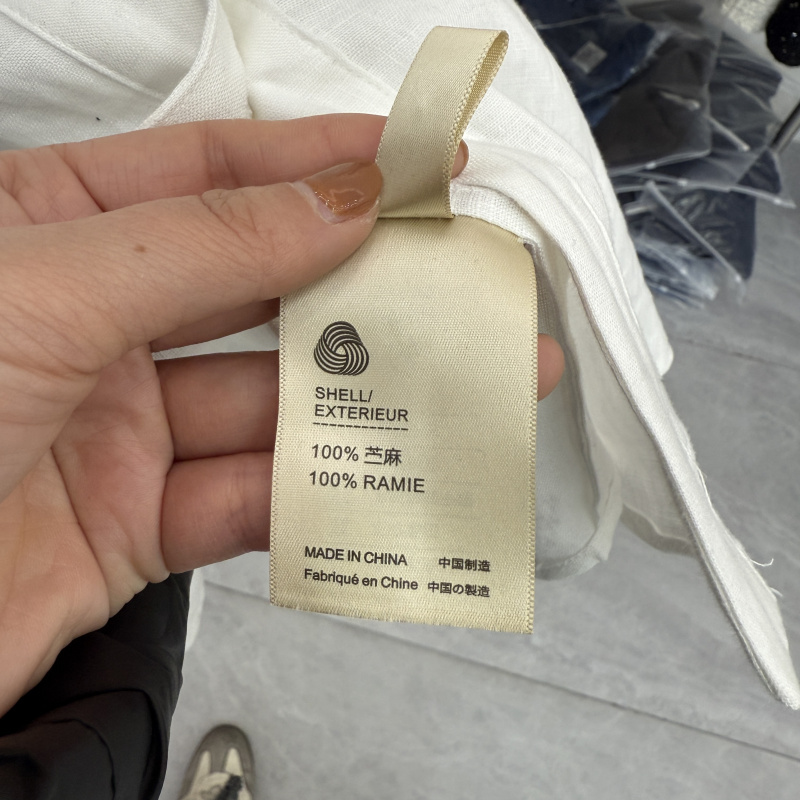 SHELL/
EXTERIEUR
100% 苎麻
100% RAMIE
MADE IN CHINA 中国制造
Fabriqué en Chine 中国の製造